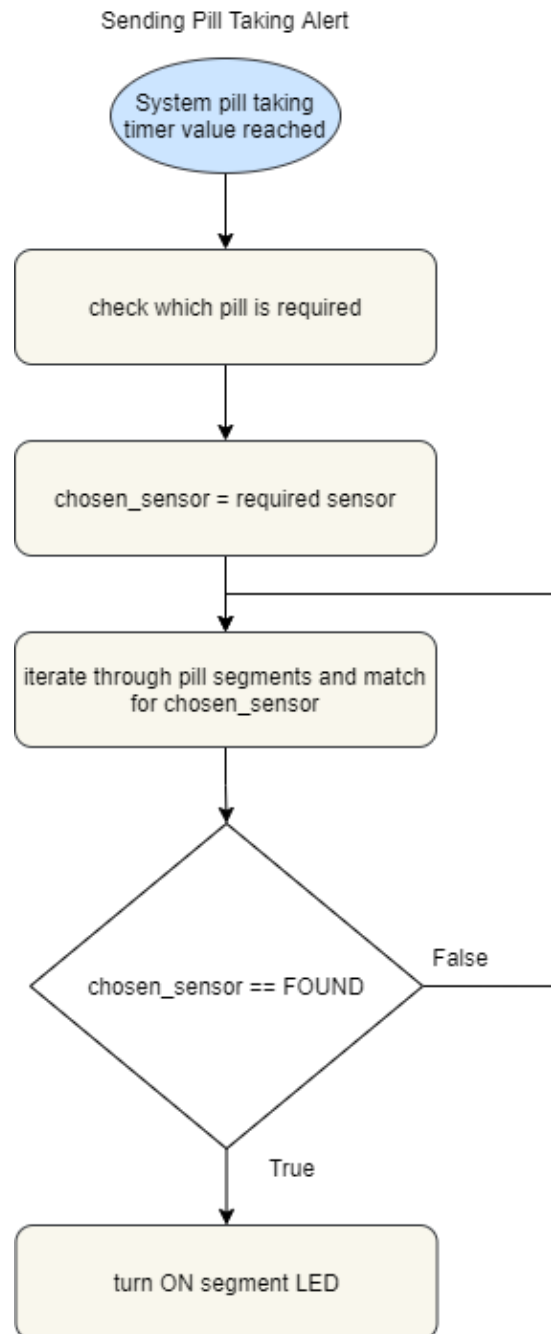 Sending Pill Taking Alert
System pill taking
timer value reached
check which pill is required
chosen_sensor = required sensor
iterate through pill segments and match
for chosen_sensor
chosen_sensor == FOUND
False
True
turn ON segment LED